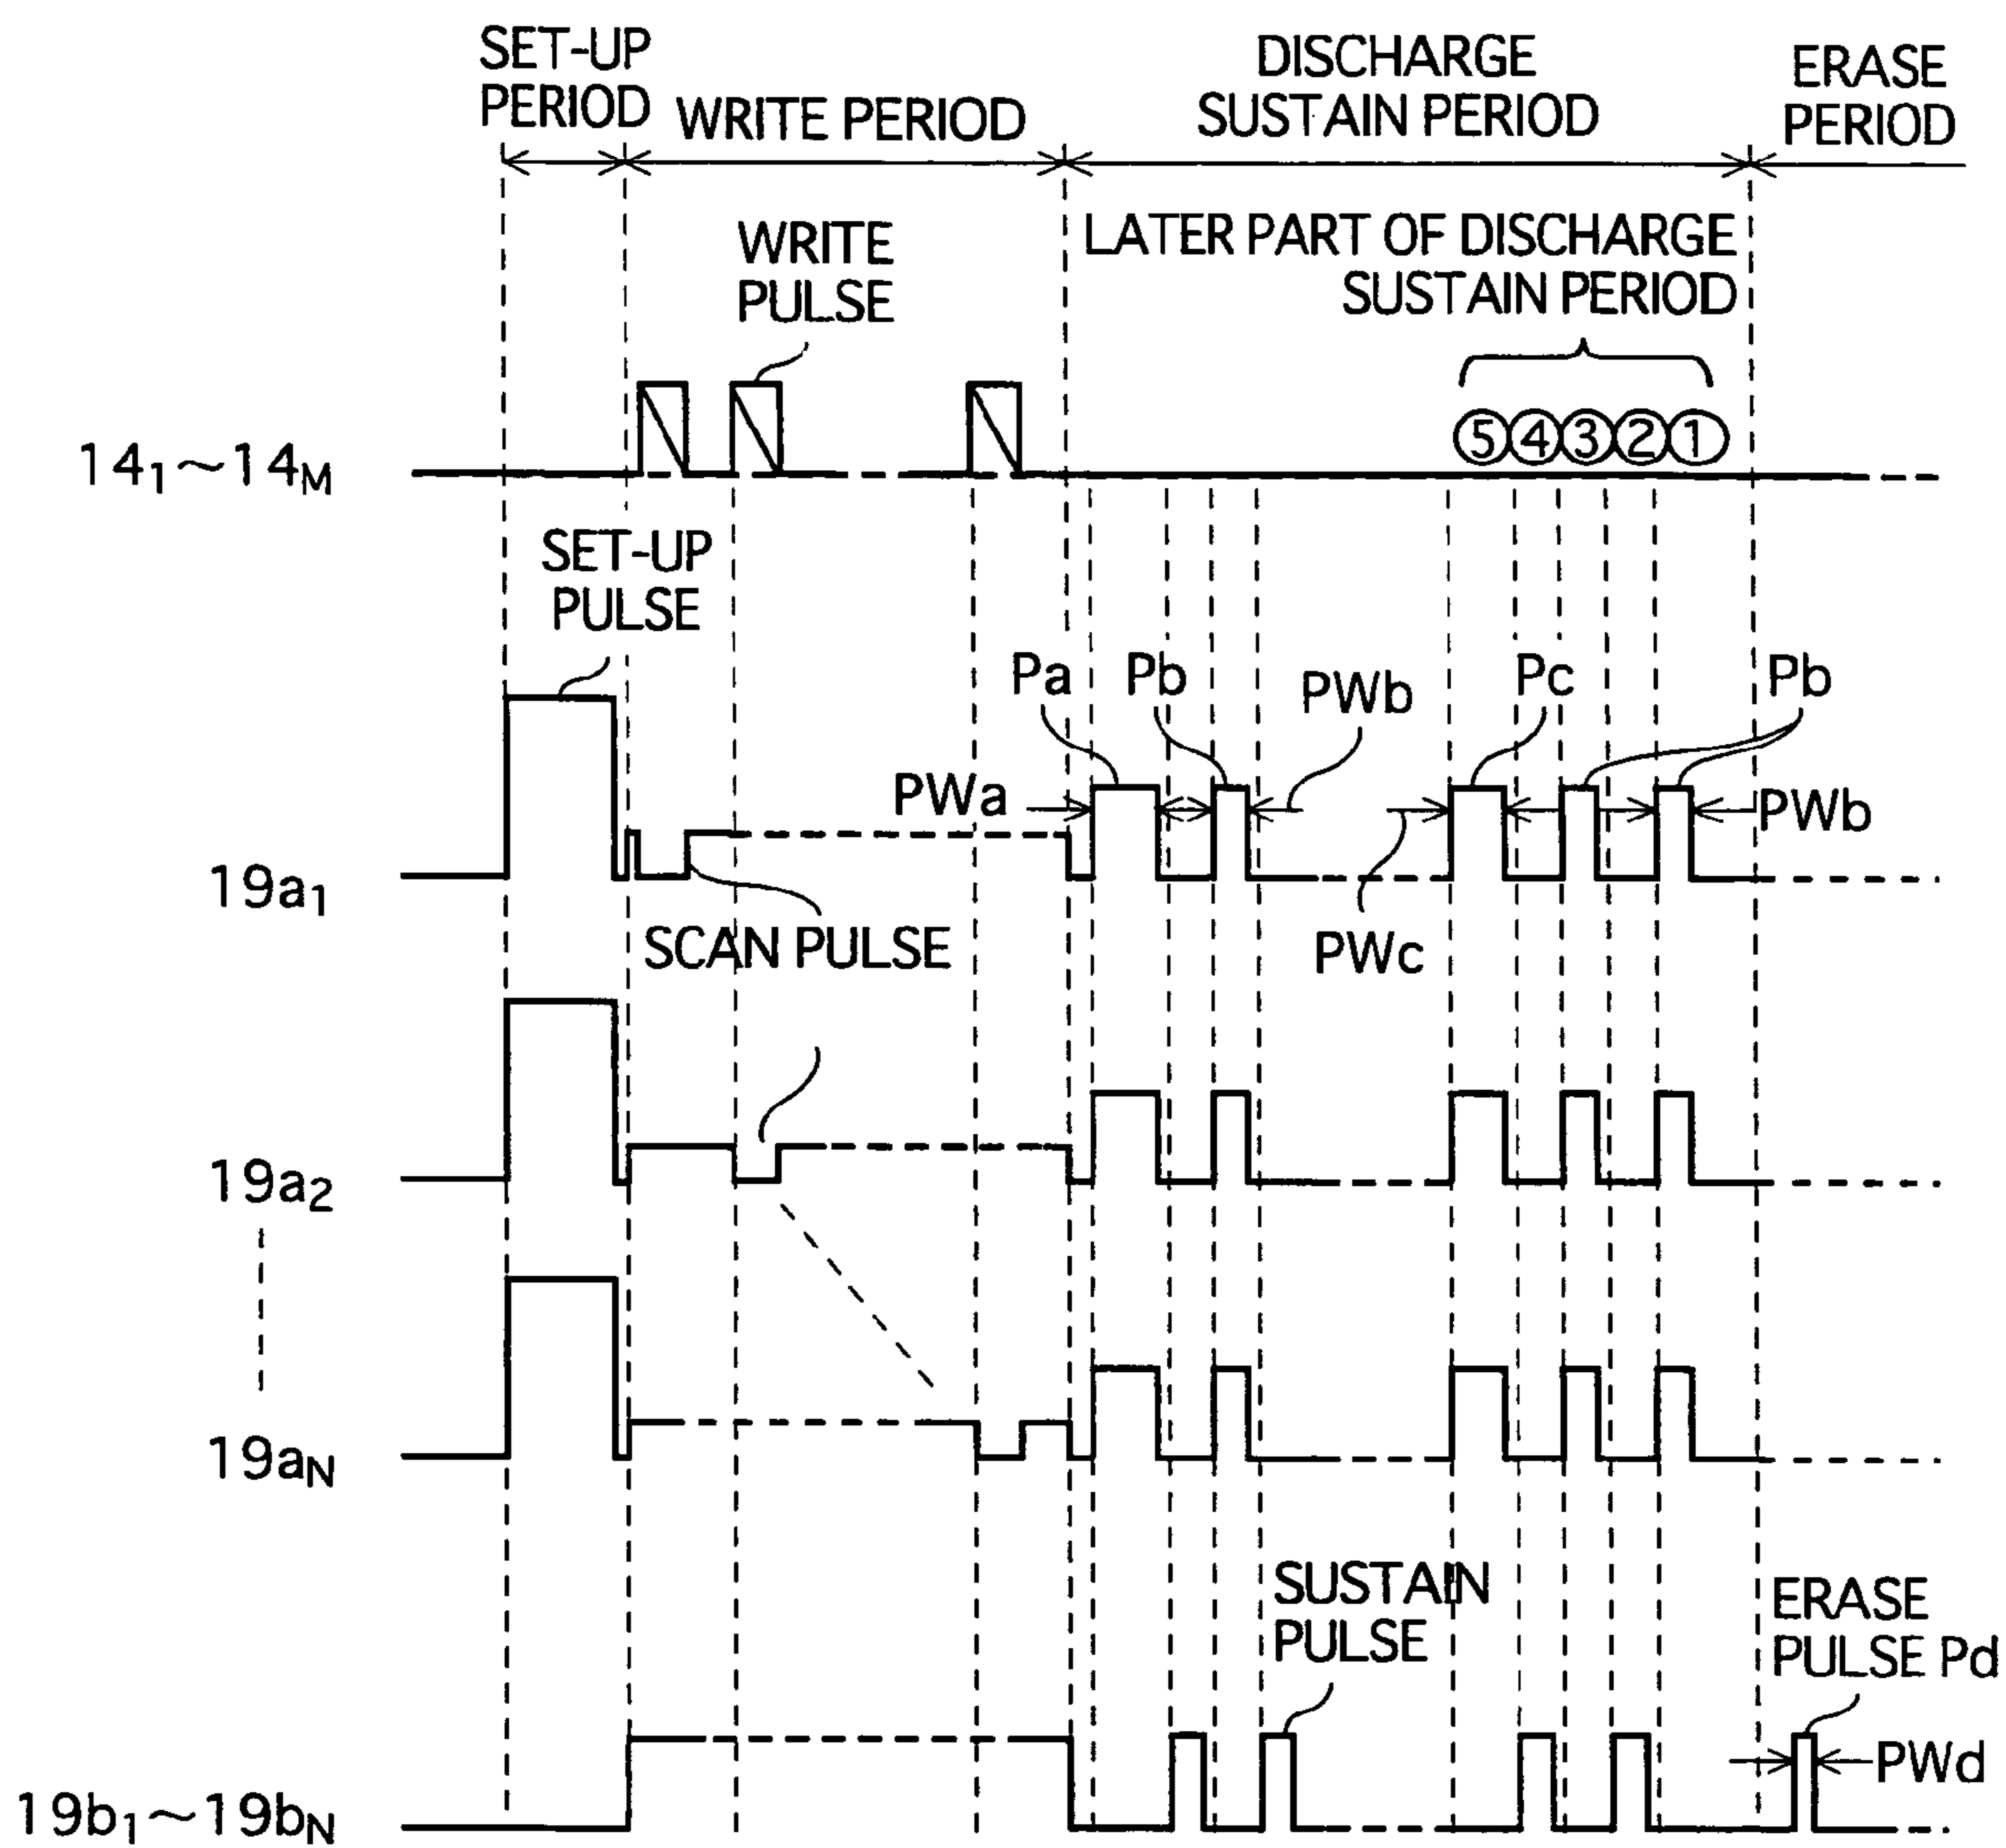 SET-UP
PERIOD
WRITE PERIOD
DISCHARGE
SUSTAIN PERIOD
ERASE
PERIOD
WRITE
PULSE
LATER PART OF DISCHARGE
SUSTAIN PERIOD
⑤④③②①
14₁~14M
SET-UP
PULSE
Pa
Pb
PWb
Pc
Pb
PWa
PWb
19a₁
SCAN PULSE
PWc
19a₂
19aN
SUSTAIN
PULSE
ERASE
PULSE Pd
PWd
19b₁~19bN